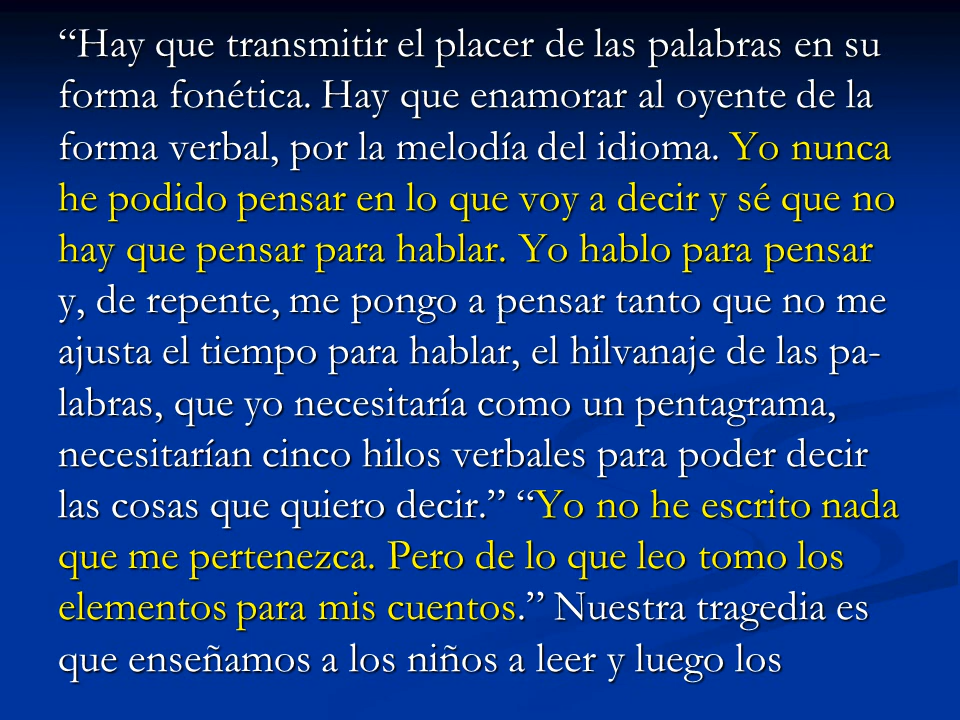 “Hay que transmitir el placer de las palabras en su
forma fonética. Hay que enamorar al oyente de la
forma verbal, por la melodía del idioma. Yo nunca
he podido pensar en lo que voy a decir y sé que no
hay que pensar para hablar. Yo hablo para pensar
y, de repente, me pongo a pensar tanto que no me
ajusta el tiempo para hablar, el hilvanaje de las pa-
labras, que yo necesitaría como un pentagrama,
necesitarían cinco hilos verbales para poder decir
las cosas que quiero decir.” “Yo no he escrito nada
que me pertenezca. Pero de lo que leo tomo los
elementos para mis cuentos.” Nuestra tragedia es
que enseñamos a los niños a leer y luego los